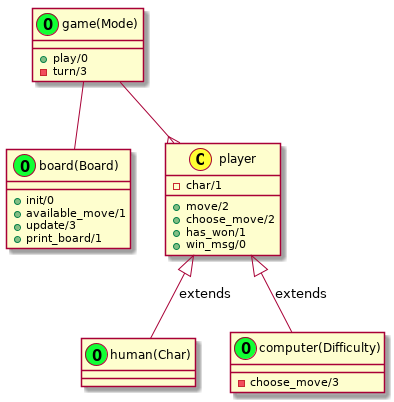 O game(Mode)
play/0
turn/3
O board(Board)
init/0
available_move/1
update/3
print_board/1
C player
char/1
move/2
choose_move/2
has_won/1
win_msg/0
extends
extends
O human(Char)
O computer(Difficulty)
choose_move/3